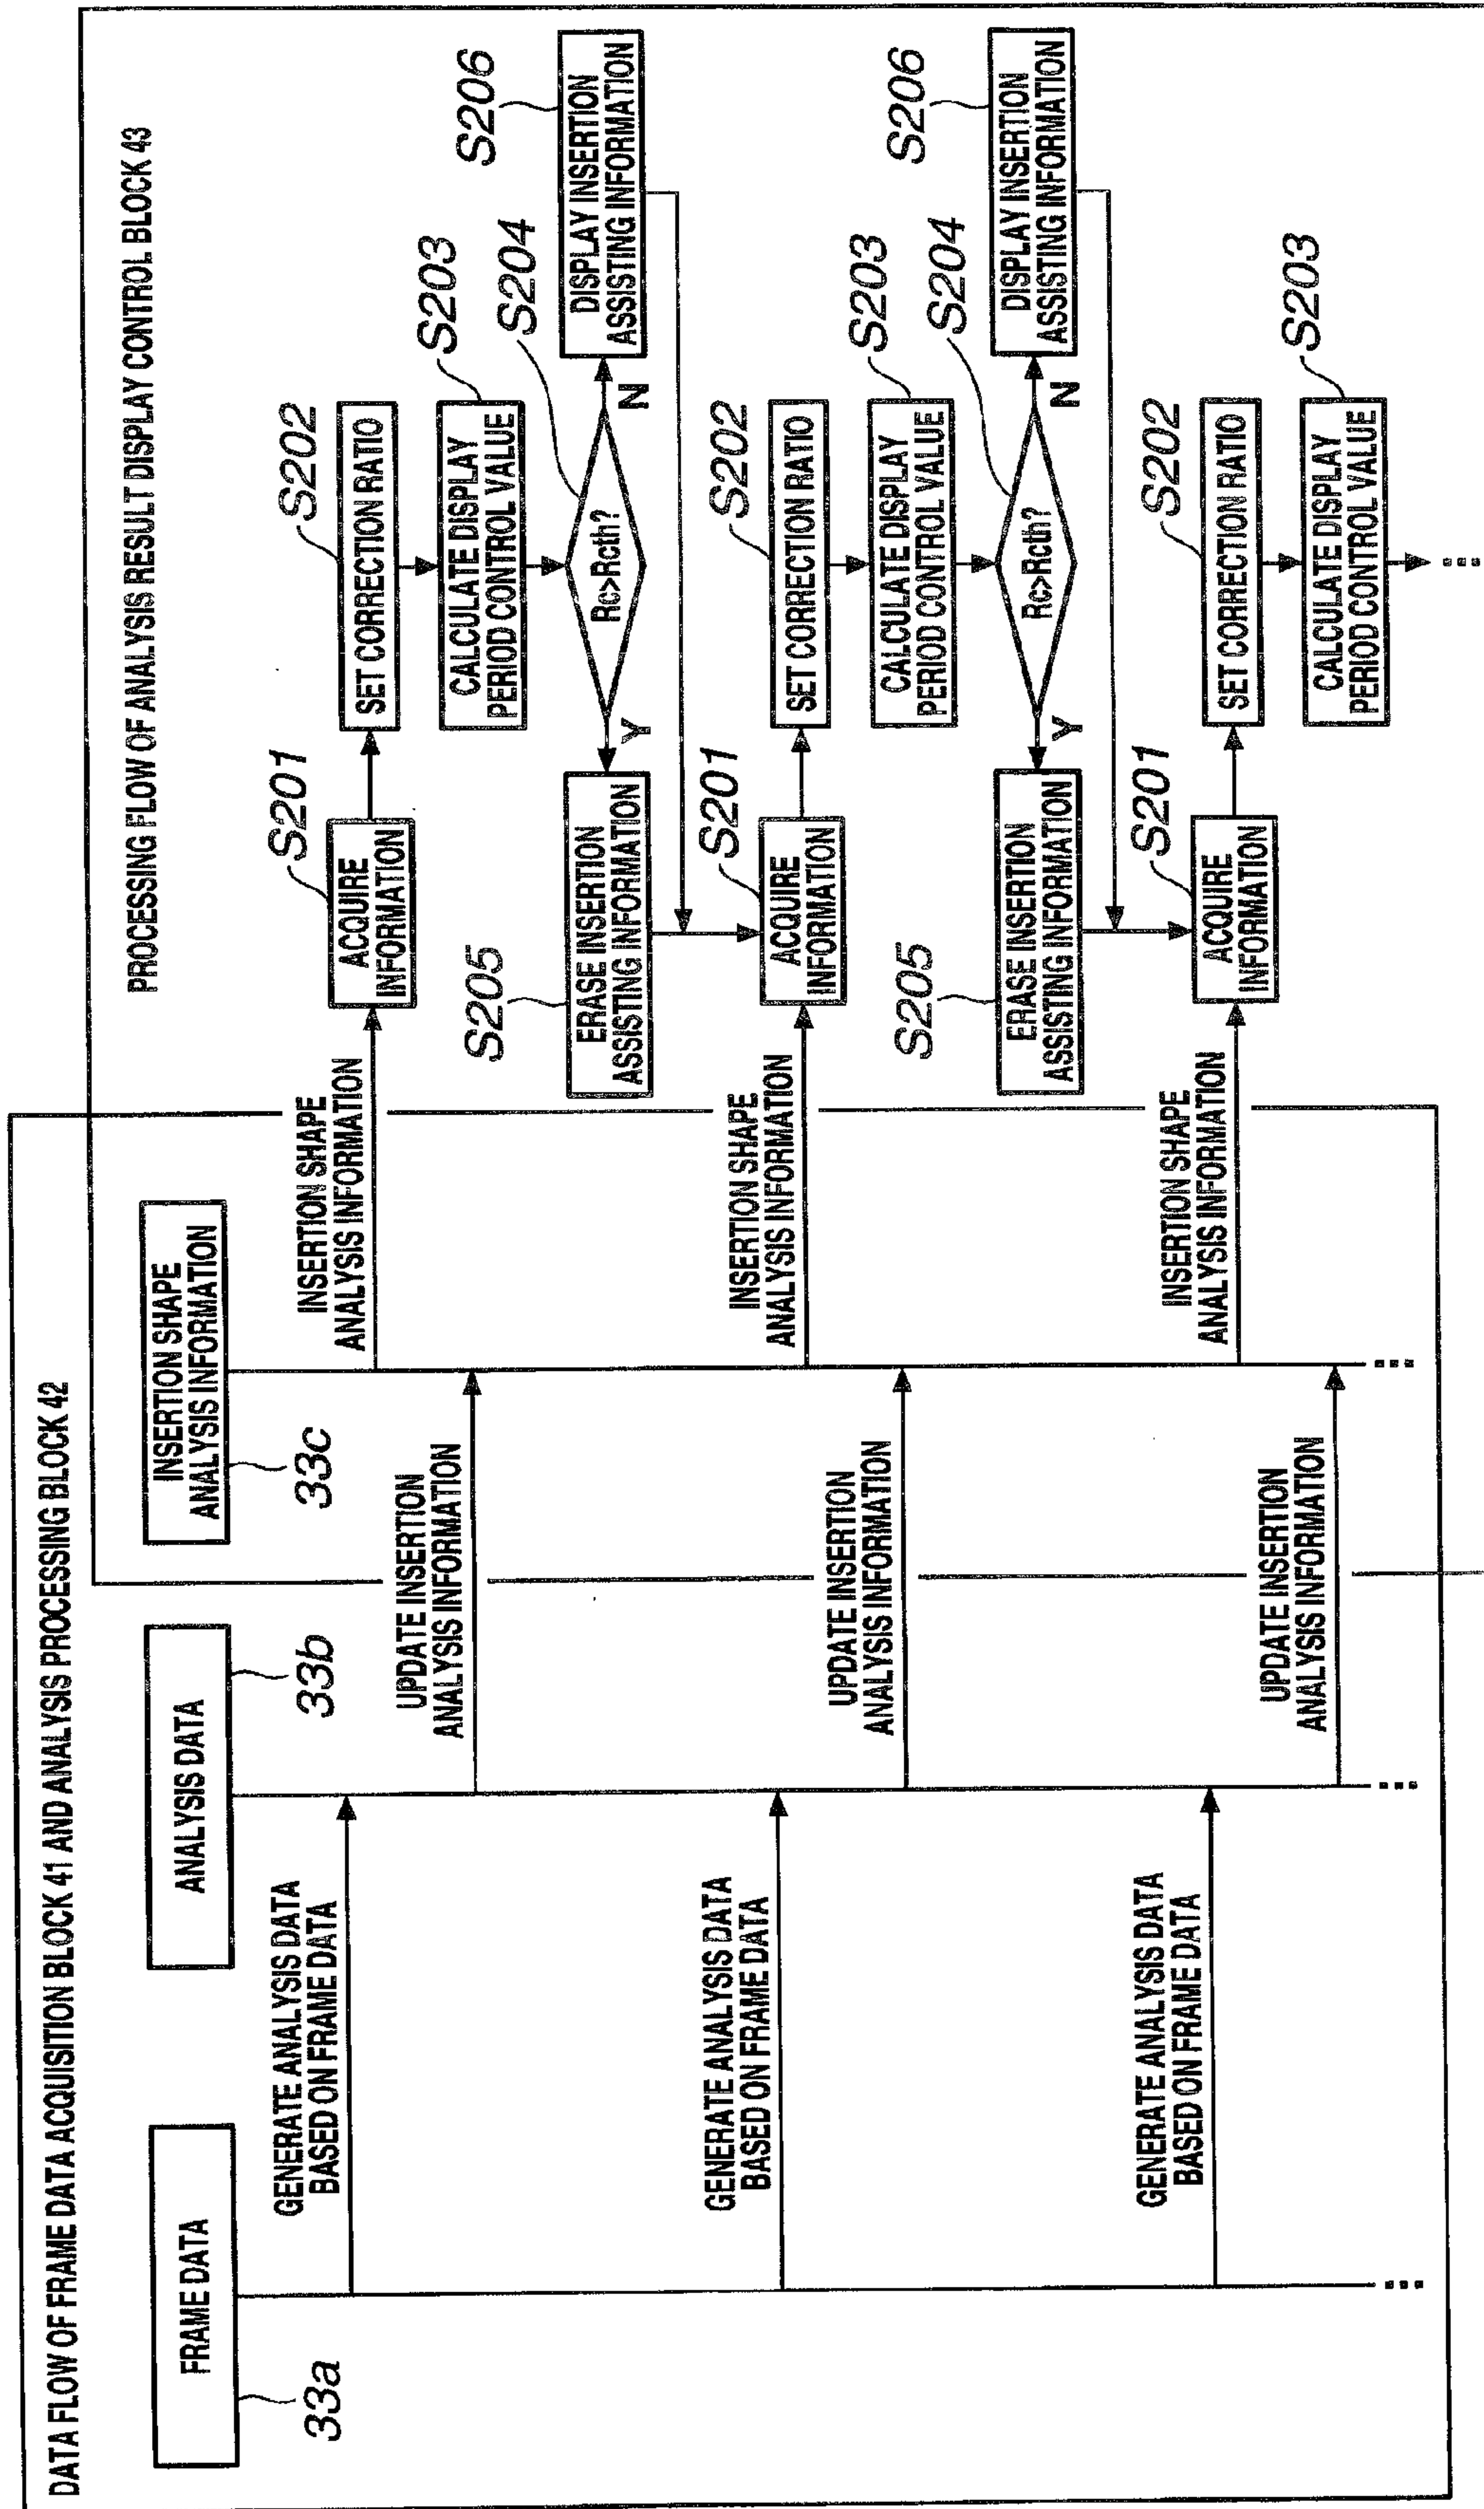 DATA FLOW OF FRAME DATA ACQUISITION BLOCK 41 AND ANALYSIS PROCESSING BLOCK 42
FRAME DATA
33a
ANALYSIS DATA
33b
INSERTION SHAPE
ANALYSIS INFORMATION
33c
PROCESSING FLOW OF ANALYSIS RESULT DISPLAY CONTROL BLOCK 43
GENERATE ANALYSIS DATA
BASED ON FRAME DATA
UPDATE INSERTION
ANALYSIS INFORMATION
INSERTION SHAPE
ANALYSIS INFORMATION
S201
ACQUIRE
INFORMATION
S202
SET CORRECTION RATIO
S203
CALCULATE DISPLAY
PERIOD CONTROL VALUE
S204
Rc>Rcth?
Y
N
S205
ERASE INSERTION
ASSISTING INFORMATION
S206
DISPLAY INSERTION
ASSISTING INFORMATION
GENERATE ANALYSIS DATA
BASED ON FRAME DATA
UPDATE INSERTION
ANALYSIS INFORMATION
INSERTION SHAPE
ANALYSIS INFORMATION
S201
ACQUIRE
INFORMATION
S202
SET CORRECTION RATIO
S203
CALCULATE DISPLAY
PERIOD CONTROL VALUE
S204
Rc>Rcth?
Y
N
S205
ERASE INSERTION
ASSISTING INFORMATION
S206
DISPLAY INSERTION
ASSISTING INFORMATION
GENERATE ANALYSIS DATA
BASED ON FRAME DATA
UPDATE INSERTION
ANALYSIS INFORMATION
INSERTION SHAPE
ANALYSIS INFORMATION
S201
ACQUIRE
INFORMATION
S202
SET CORRECTION RATIO
S203
CALCULATE DISPLAY
PERIOD CONTROL VALUE